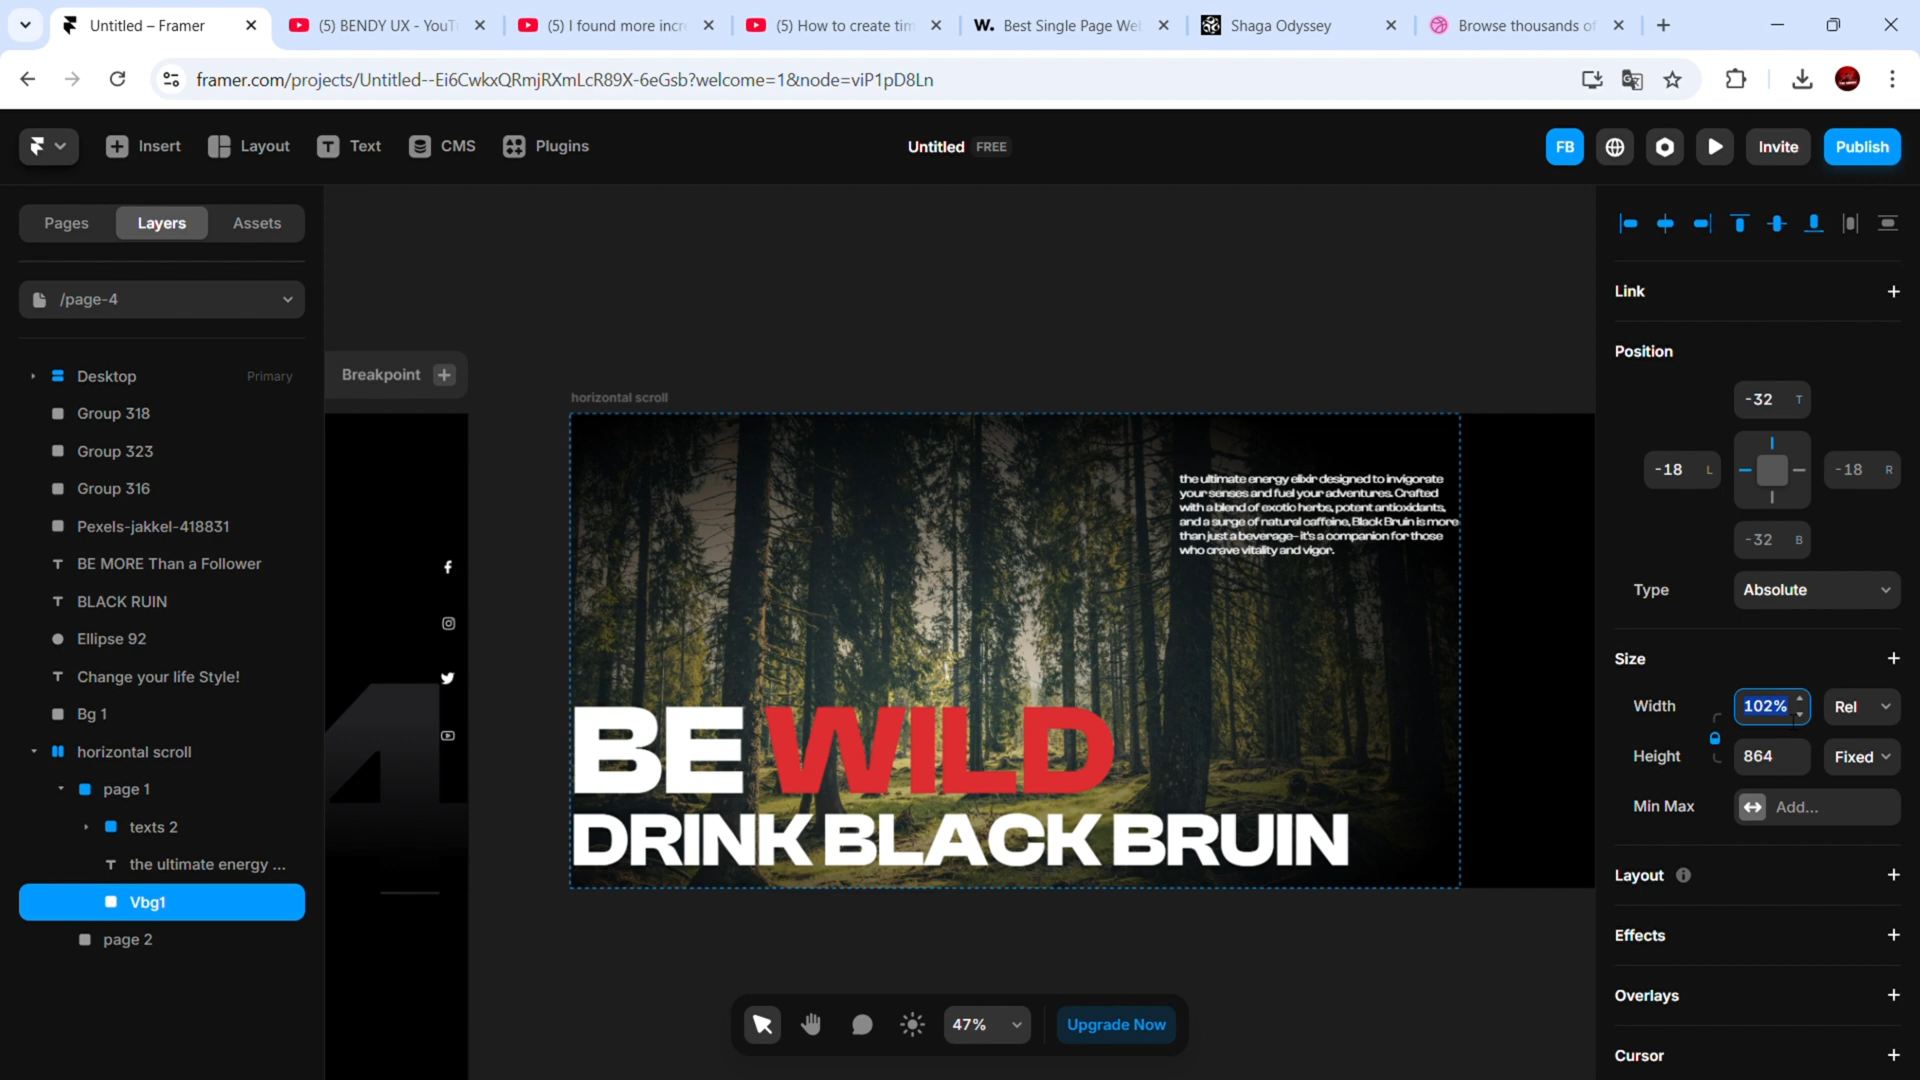 Untitled – Framer
(5) BENDY UX - YouT
(5) I found more incre
(5) How to create tim
W. Best Single Page We
Shaga Odyssey
Browse thousands of
framer.com/projects/Untitled--Ei6CwkxQRmjRXmLcR89X-6eGsb?welcome=1&node=viP1pD8Ln
Insert
Layout
Text
CMS
Plugins
Untitled FREE
FB
Invite
Publish
Pages
Layers
Assets
/page-4
Desktop Primary
Group 318
Group 323
Group 316
Pexels-jakkel-418831
BE MORE Than a Follower
BLACK RUIN
Ellipse 92
Change your life Style!
Bg 1
horizontal scroll
page 1
texts 2
the ultimate energy ...
Vbg1
page 2
Breakpoint
4
horizontal scroll
the ultimate energy elixir designed to invigorate
your senses and fuel your adventures. Crafted
with a blend of exotic herbs, potent antioxidants,
and a surge of natural caffeine, Black Bruin is more
than just a beverage–it's a companion for those
who crave vitality and vigor.
BE WILD
DRINK BLACK BRUIN
47%
Upgrade Now
Link
Position
-32 T
-18 L
-18 R
-32 B
Type Absolute
Size
Width 102% Rel
Height 864 Fixed
Min Max Add...
Layout
Effects
Overlays
Cursor